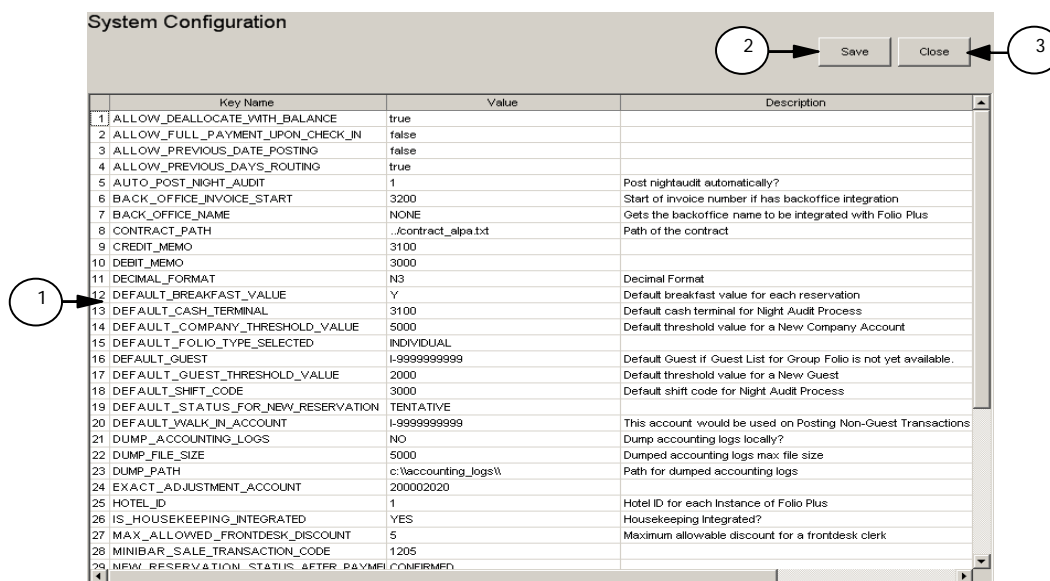 System Configuration
2
Save
Close
3
Key Name Value Description
1 ALLOW_DEALLOCATE_WITH_BALANCE true
2 ALLOW_FULL_PAYMENT_UPON_CHECK_IN false
3 ALLOW_PREVIOUS_DATE_POSTING false
4 ALLOW_PREVIOUS_DAYS_ROUTING true
5 AUTO_POST_NIGHT_AUDIT 1 Post nightaudit automatically?
6 BACK_OFFICE_INVOICE_START 3200 Start of invoice number if has backoffice integration
7 BACK_OFFICE_NAME NONE Gets the backoffice name to be integrated with Folio Plus
8 CONTRACT_PATH ../contract_alpa.txt Path of the contract
9 CREDIT_MEMO 3100
10 DEBIT_MEMO 3000
11 DECIMAL_FORMAT N3 Decimal Format
1
12 DEFAULT_BREAKFAST_VALUE Y Default breakfast value for each reservation
13 DEFAULT_CASH_TERMINAL 3100 Default cash terminal for Night Audit Process
14 DEFAULT_COMPANY_THRESHOLD_VALUE 5000 Default threshold value for a New Company Account
15 DEFAULT_FOLIO_TYPE_SELECTED INDIVIDUAL
16 DEFAULT_GUEST I-9999999999 Default Guest if Guest List for Group Folio is not yet available.
17 DEFAULT_GUEST_THRESHOLD_VALUE 2000 Default threshold value for a New Guest
18 DEFAULT_SHIFT_CODE 3000 Default shift code for Night Audit Process
19 DEFAULT_STATUS_FOR_NEW_RESERVATION TENTATIVE
20 DEFAULT_WALK_IN_ACCOUNT I-9999999999 This account would be used on Posting Non-Guest Transactions
21 DUMP_ACCOUNTING_LOGS NO Dump accounting logs locally?
22 DUMP_FILE_SIZE 5000 Dumped accounting logs max file size
23 DUMP_PATH c:\\accounting_logs\\ Path for dumped accounting logs
24 EXACT_ADJUSTMENT_ACCOUNT 200002020
25 HOTEL_ID 1 Hotel ID for each Instance of Folio Plus
26 IS_HOUSEKEEPING_INTEGRATED YES Housekeeping Integrated?
27 MAX_ALLOWED_FRONTDESK_DISCOUNT 5 Maximum allowable discount for a frontdesk clerk
28 MINIBAR_SALE_TRANSACTION_CODE 1205
29 NEW_RESERVATION_STATUS_AFTER_PAYME CONFIRMED